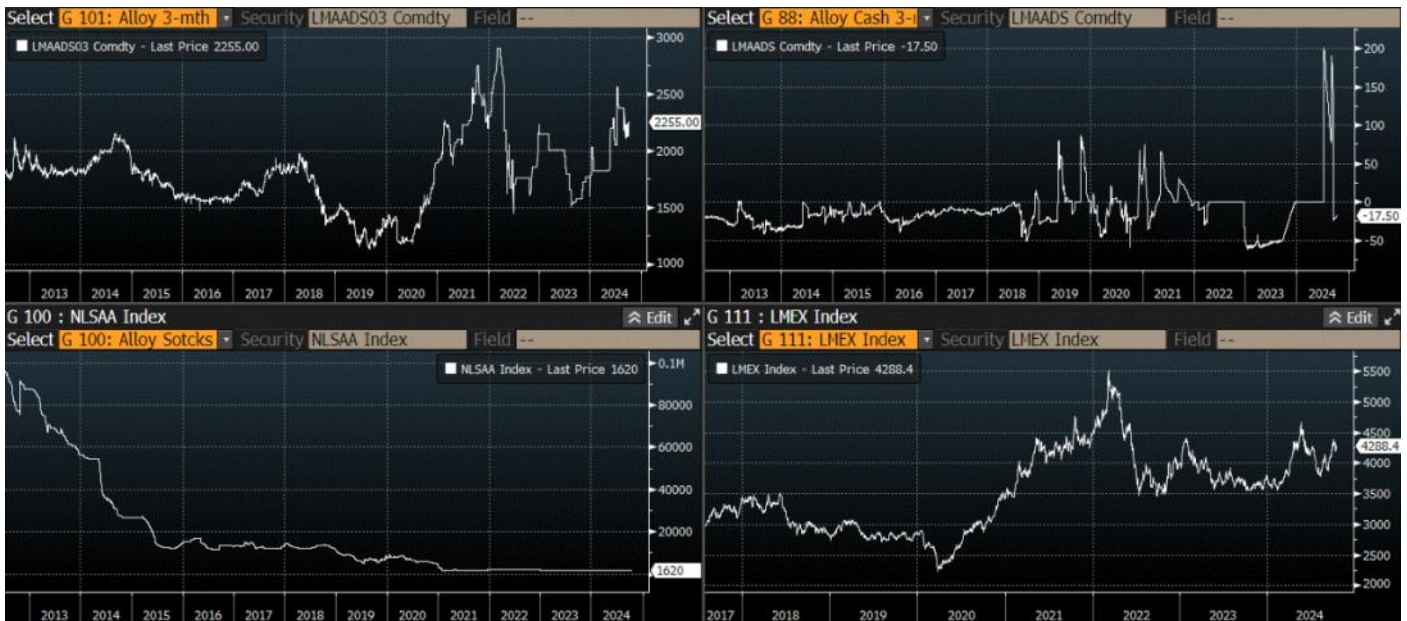 Select G 101: Alloy 3-mth Security LMAADS03 Comdty Field --
LMAADS03 Comdty - Last Price 2255.00
3000
2500
2255.00
2000
1500
1000
2013 2014 2015 2016 2017 2018 2019 2020 2021 2022 2023 2024
Select G 88: Alloy Cash 3-1 Security LMAADS Comdty Field --
LMAADS Comdty - Last Price -17.50
200
150
100
50
0
-17.50
-50
2013 2014 2015 2016 2017 2018 2019 2020 2021 2022 2023 2024
G 100 : NLSAA Index Edit
Select G 100: Alloy Sotcks Security NLSAA Index Field --
NLSAA Index - Last Price 1620
0.1M
80000
60000
40000
20000
1620
2013 2014 2015 2016 2017 2018 2019 2020 2021 2022 2023 2024
G 111 : LMEX Index Edit
Select G 111: LMEX Index Security LMEX Index Field --
LMEX Index - Last Price 4288.4
5500
5000
4500
4288.4
4000
3500
3000
2500
2000
2017 2018 2019 2020 2021 2022 2023 2024